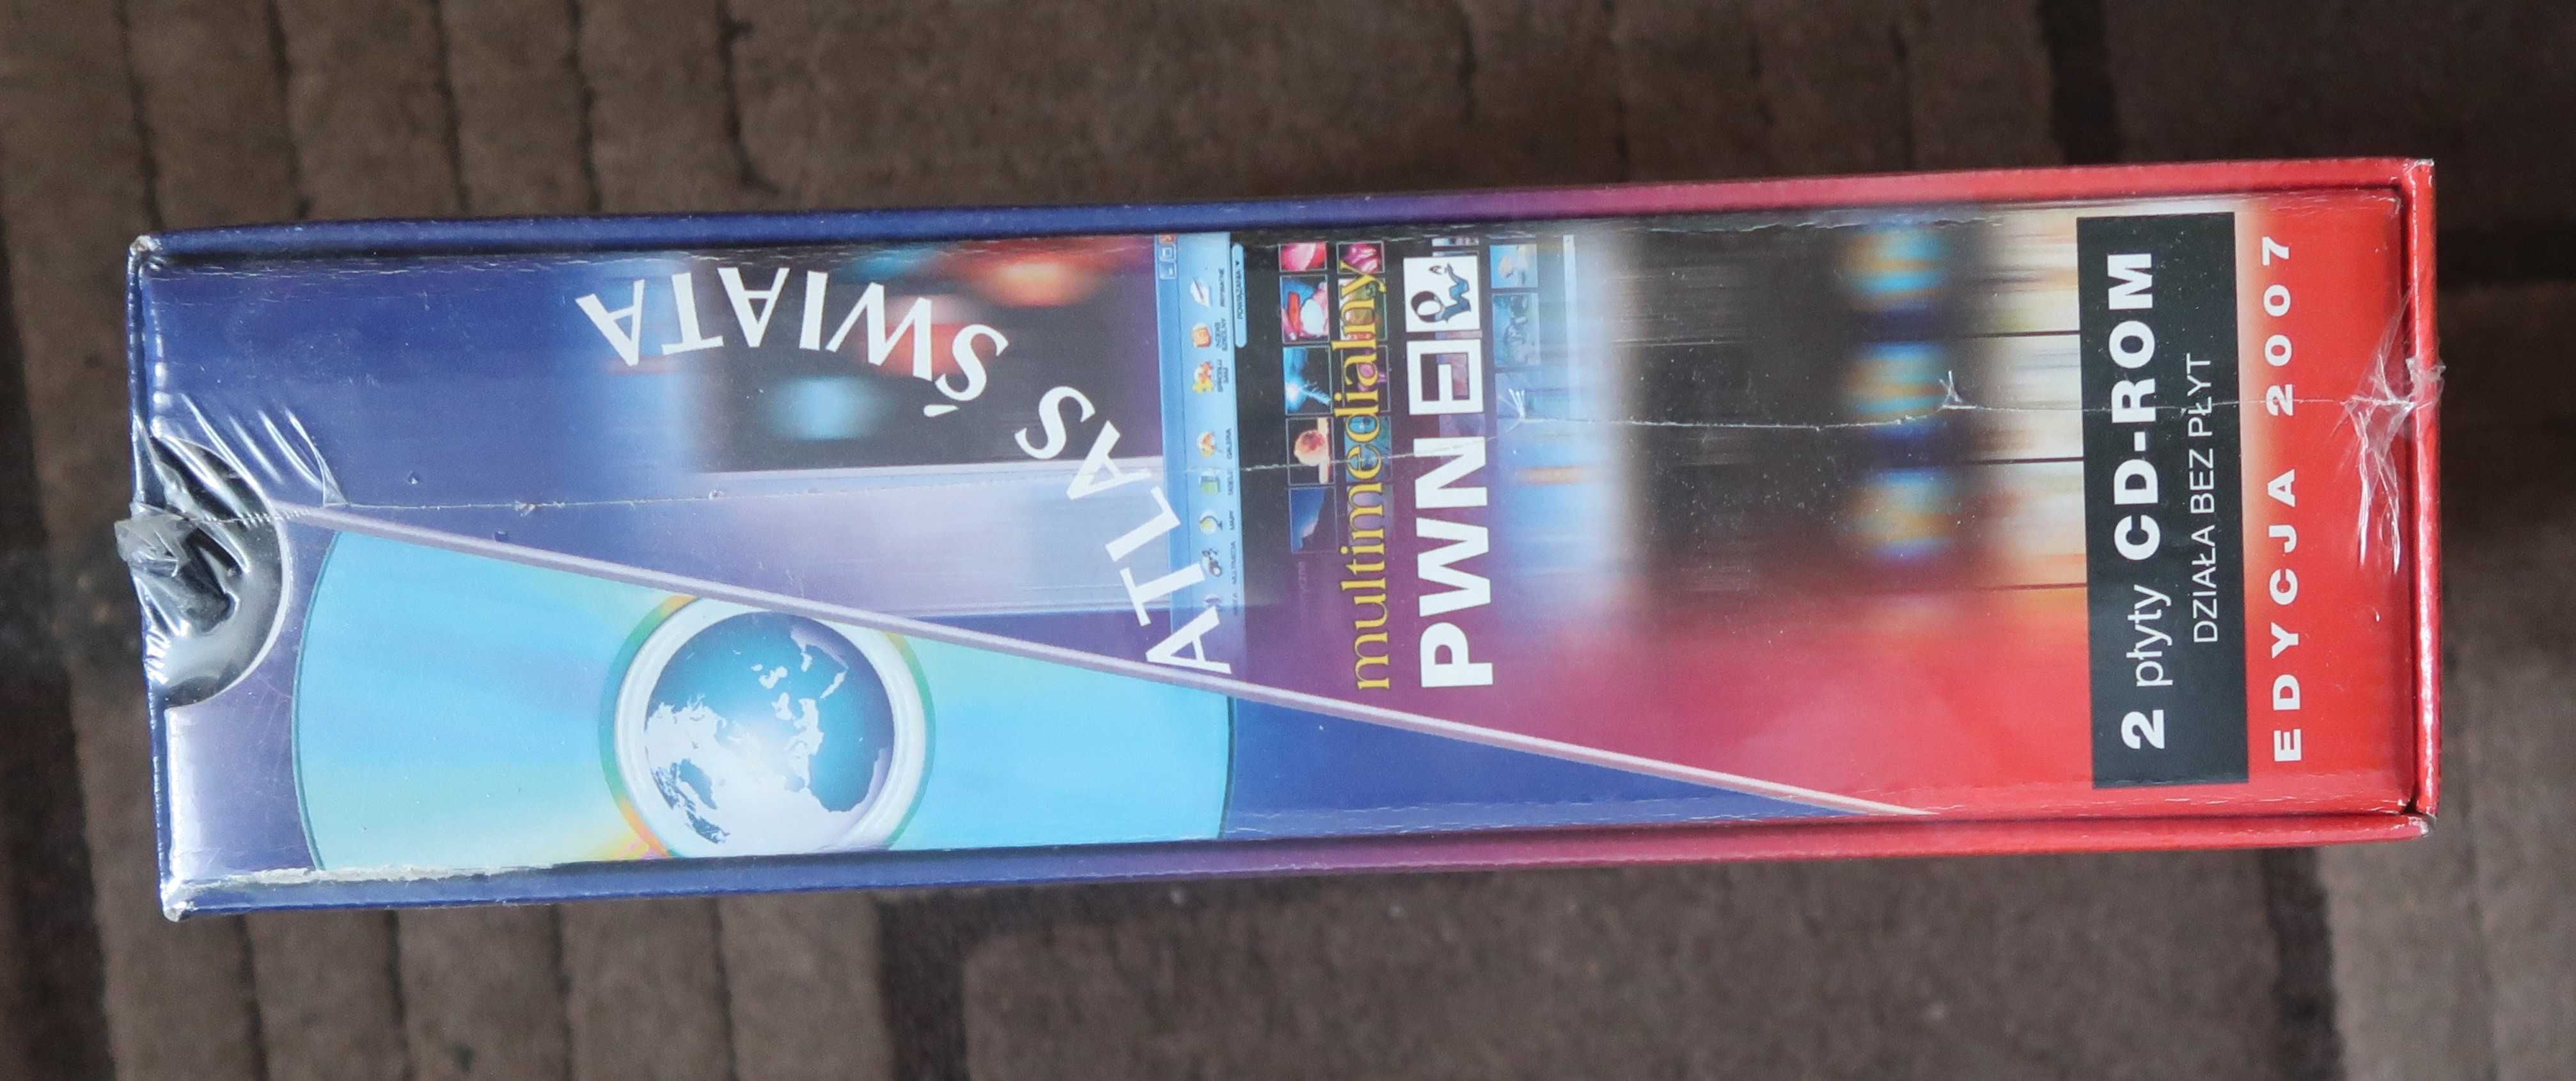 ATLAS ŚWIATA
multimedialny
PWN
2 płyty CD-ROM
DZIAŁA BEZ PŁYT
EDYCJA 2007